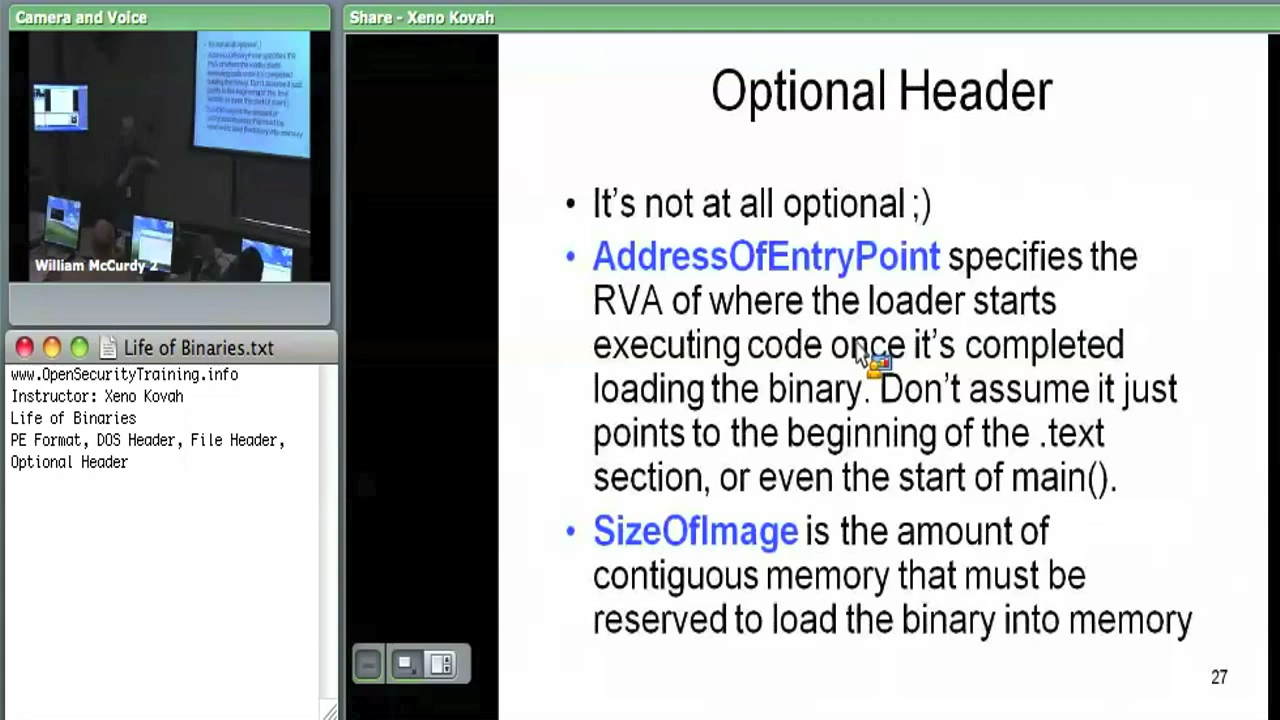 Camera and Voice
Share - Xeno Kovah
William McCurdy 2
Life of Binaries.txt
www.OpenSecurityTraining.info
Instructor: Xeno Kovah
Life of Binaries
PE Format, DOS Header, File Header,
Optional Header
Optional Header
• It's not at all optional ;)
• AddressOfEntryPoint specifies the
RVA of where the loader starts
executing code once it's completed
loading the binary. Don't assume it just
points to the beginning of the .text
section, or even the start of main().
• SizeOfImage is the amount of
contiguous memory that must be
reserved to load the binary into memory
27